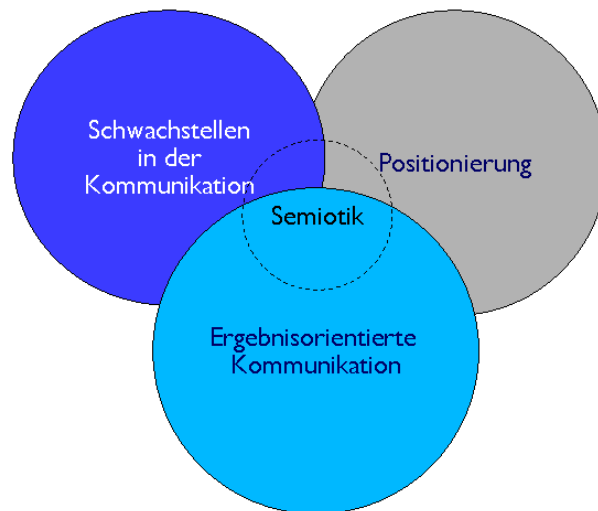 Schwachstellen
in der
Kommunikation
Positionierung
Semiotik
Ergebnisorientierte
Kommunikation